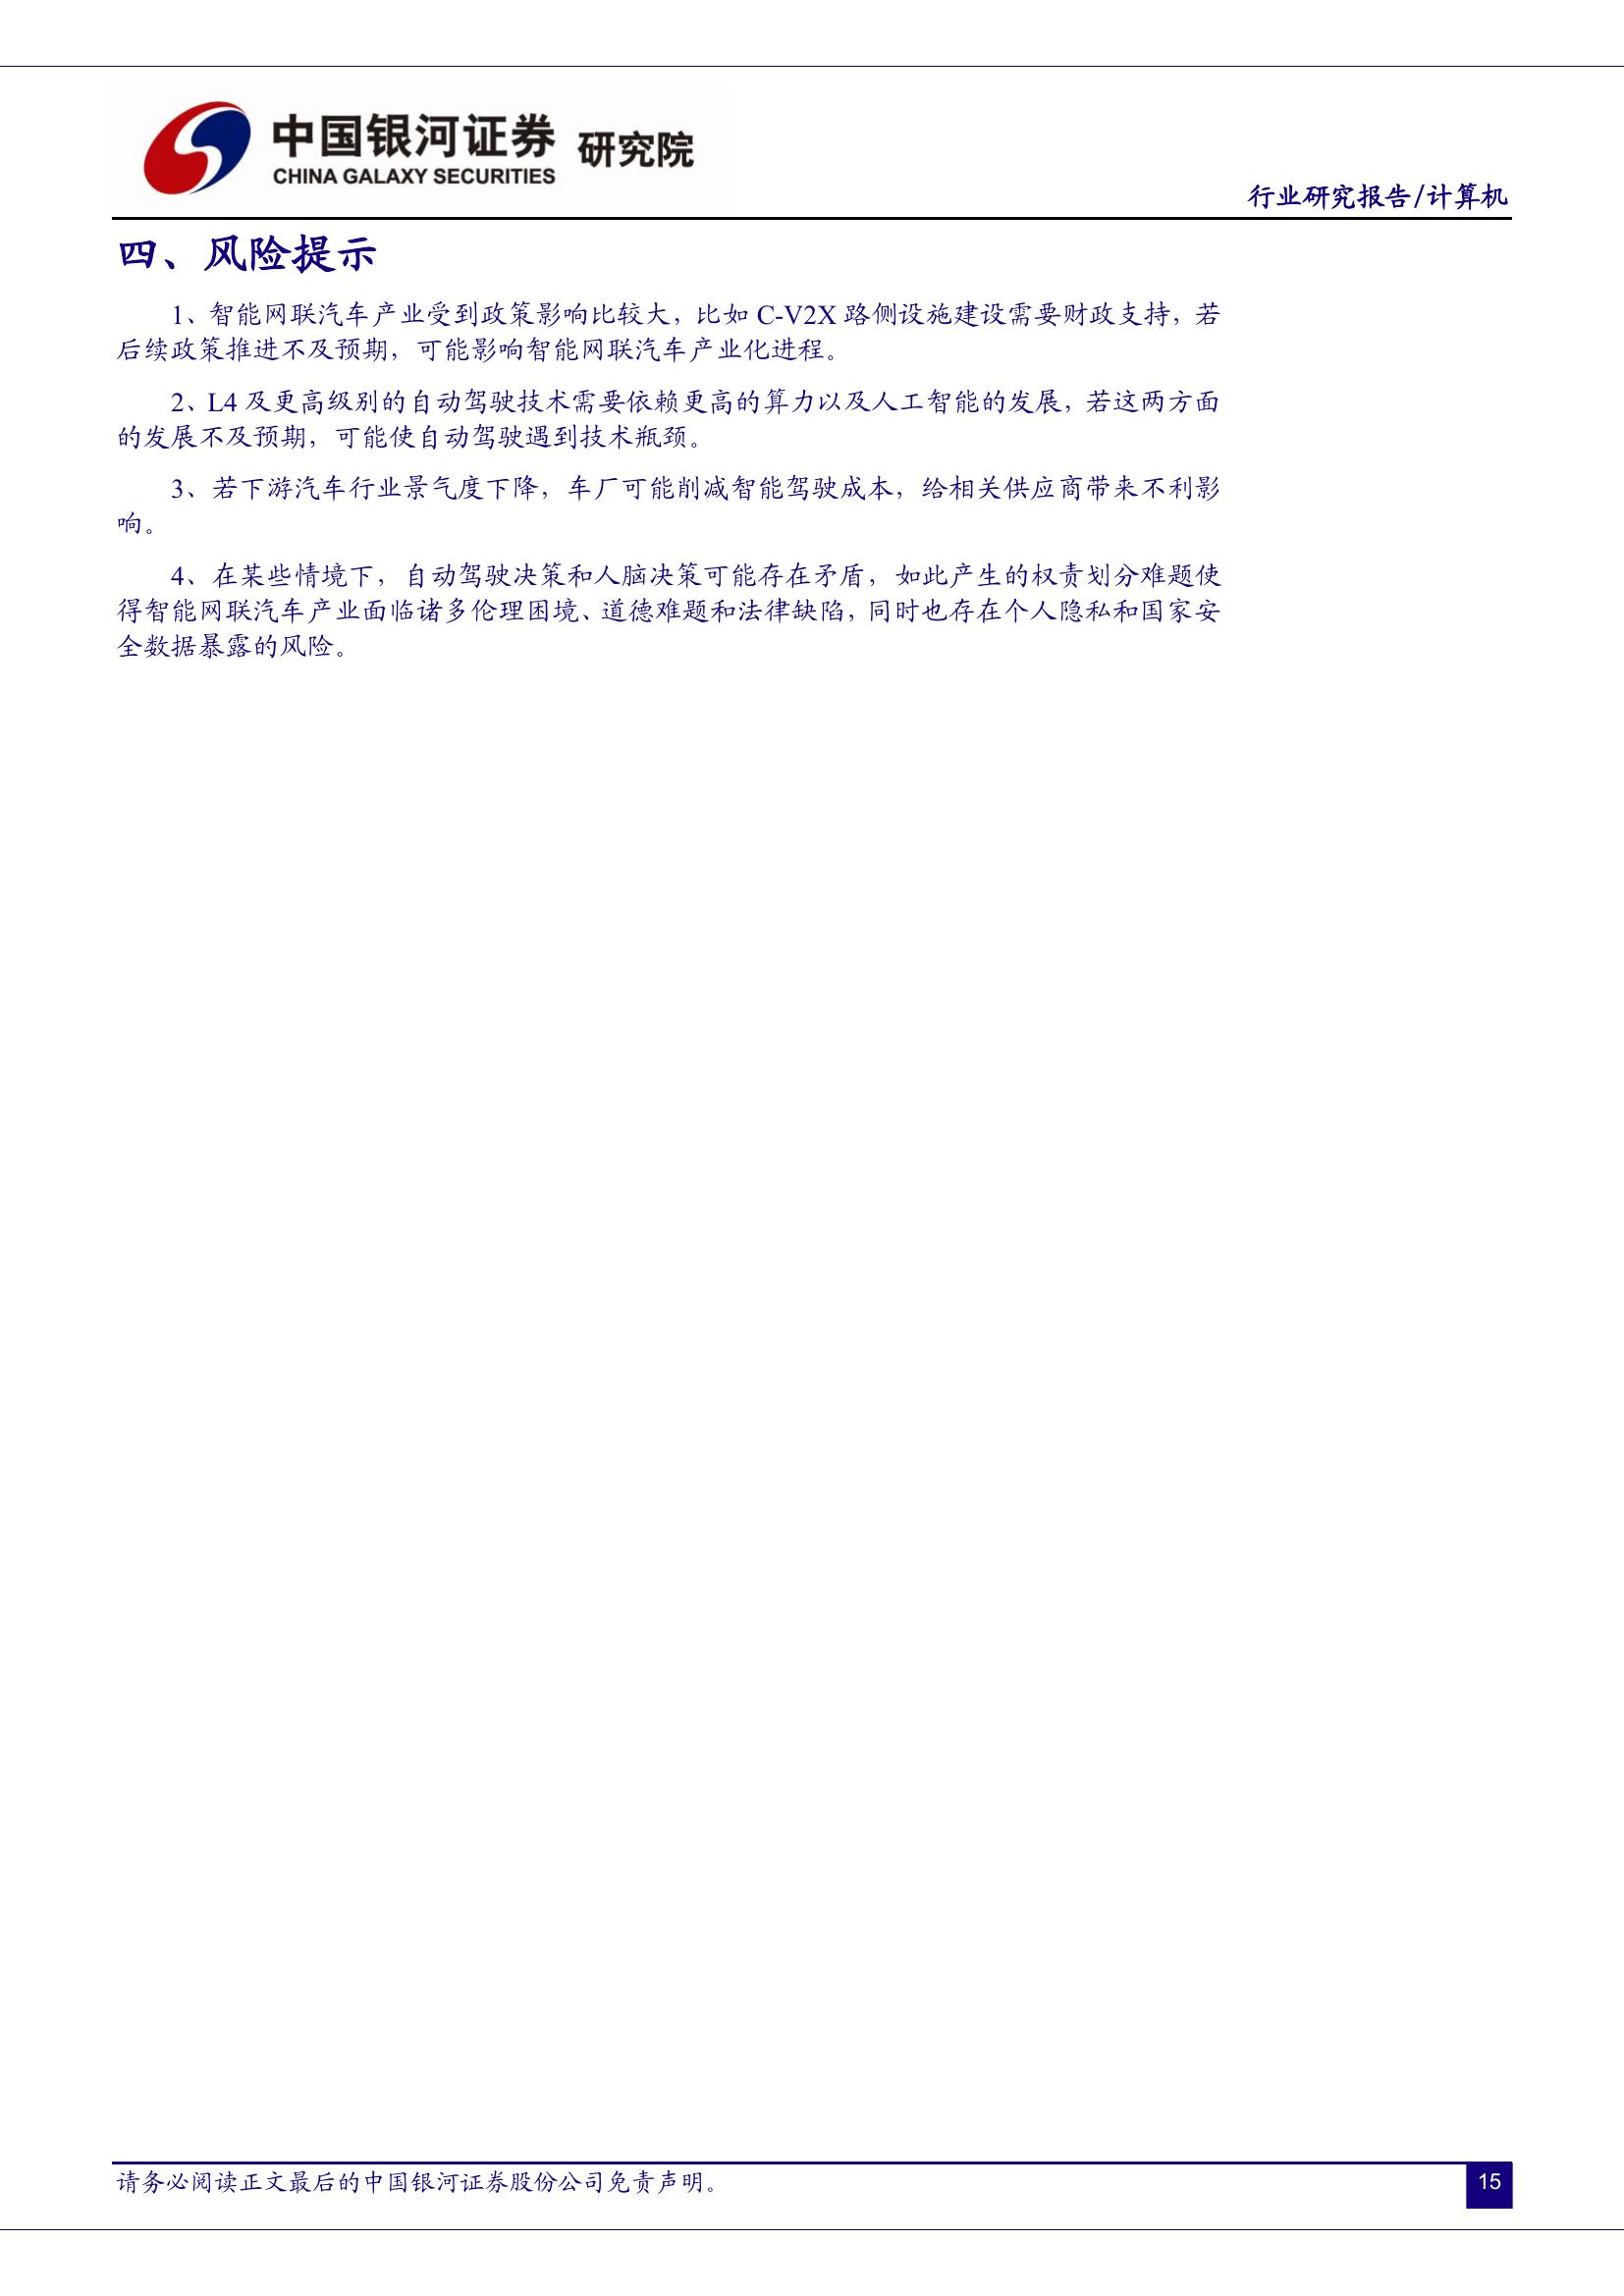 中国银河证券 研究院
CHINA GALAXY SECURITIES
行业研究报告/计算机
四、风险提示
1、智能网联汽车产业受到政策影响比较大，比如 C-V2X 路侧设施建设需要财政支持，若
后续政策推进不及预期，可能影响智能网联汽车产业化进程。
2、L4 及更高级别的自动驾驶技术需要依赖更高的算力以及人工智能的发展，若这两方面
的发展不及预期，可能使自动驾驶遇到技术瓶颈。
3、若下游汽车行业景气度下降，车厂可能削减智能驾驶成本，给相关供应商带来不利影
响。
4、在某些情境下，自动驾驶决策和人脑决策可能存在矛盾，如此产生的权责划分难题使
得智能网联汽车产业面临诸多伦理困境、道德难题和法律缺陷，同时也存在个人隐私和国家安
全数据暴露的风险。
请务必阅读正文最后的中国银河证券股份公司免责声明。
15